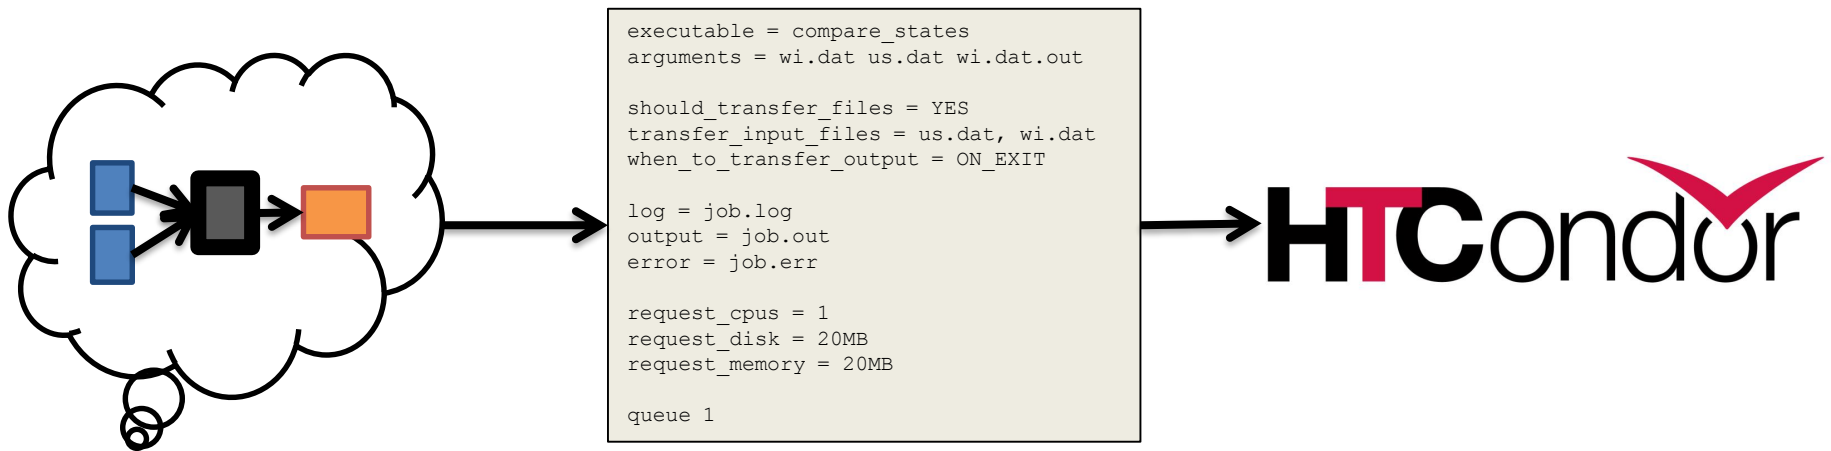 executable = compare_states
arguments = wi.dat us.dat wi.dat.out
should_transfer_files = YES
transfer_input_files = us.dat, wi.dat
when_to_transfer_output = ON_EXIT
log = job.log
output = job.out
error = job.err
request_cpus = 1
request_disk = 20MB
request_memory = 20MB
queue 1
HTCondor